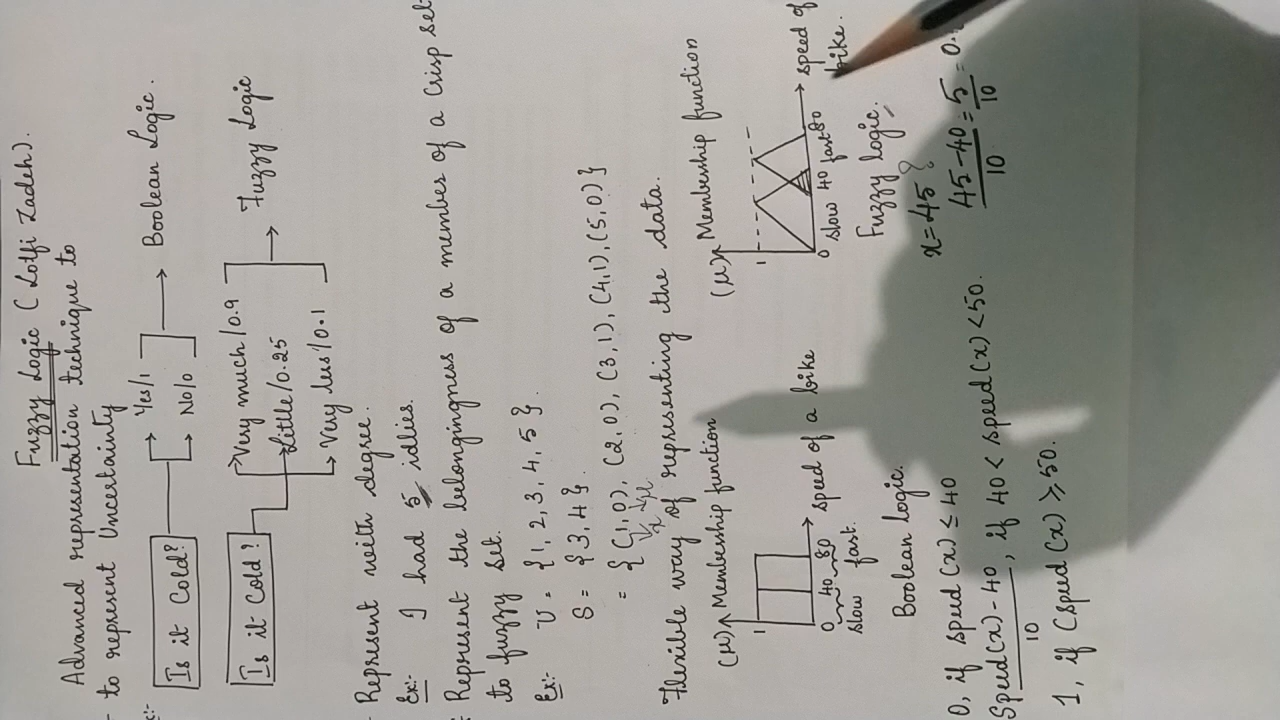 Fuzzy Logic (Lotfi Zadeh).
Advanced representation technique to
- to represent Uncertainty
Ex:-
Is it Cold? → Yes/1
→ No/0 → Boolean Logic.
Is it Cold? → Very much/0.9
→ Little/0.25 → Fuzzy Logic
→ Very less/0.1
- Represent with degree.
Ex:- I had 5 idlies.
: Represent the belongingness of a member of a crisp set
to fuzzy set.
Ex:- U = {1, 2, 3, 4, 5}.
S = {3, 4}.
= {(1,0), (2,0), (3,1), (4,1), (5,0)}
x μ
Flexible way of representing the data.
(μ)↑ Membership function
1
0 40 80 → speed of a bike
slow fast.
Boolean logic.
(μ)↑ Membership function
1
0 slow 40 fast 80 → speed of bike.
Fuzzy logic.
0, if speed (x) ≤ 40
Speed(x) - 40 / 10, if 40 < speed (x) < 50.
1, if (speed (x) ≥ 50.
x = 45?
45-40 / 10 = 5 / 10 = 0.